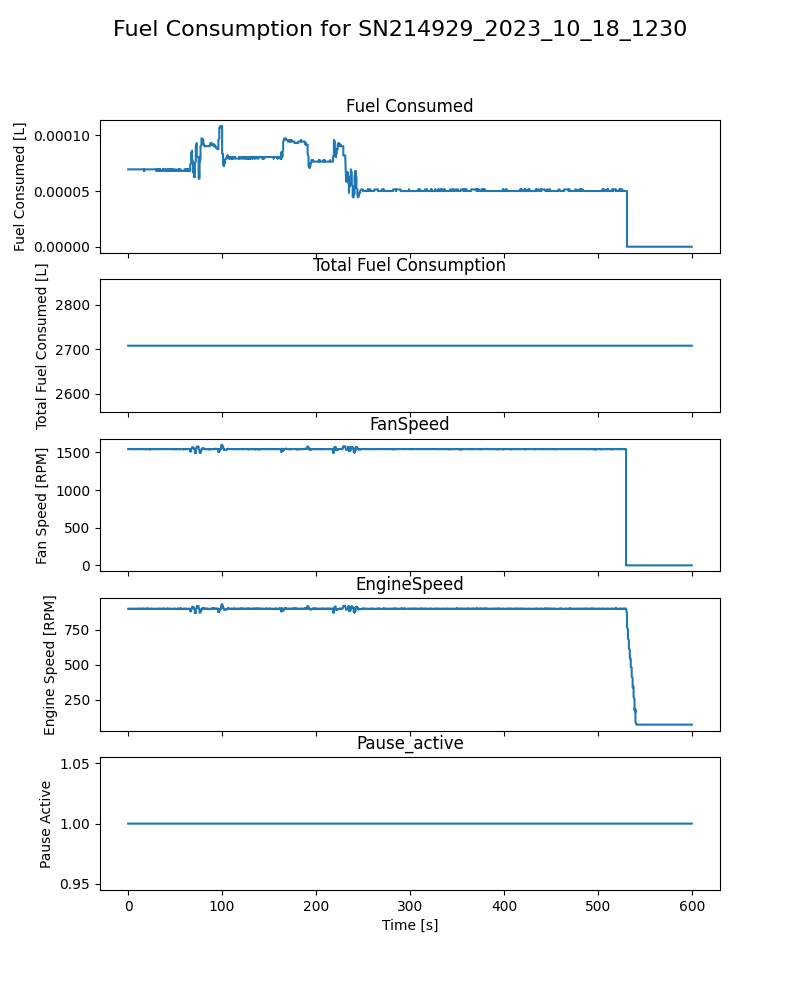 Fuel Consumption for SN214929_2023_10_18_1230
Fuel Consumed
Fuel Consumed [L]
0.00010
0.00005
0.00000
Total Fuel Consumption
Total Fuel Consumed [L]
2800
2700
2600
FanSpeed
Fan Speed [RPM]
1500
1000
500
0
EngineSpeed
Engine Speed [RPM]
750
500
250
Pause_active
Pause Active
1.05
1.00
0.95
0 100 200 300 400 500 600
Time [s]